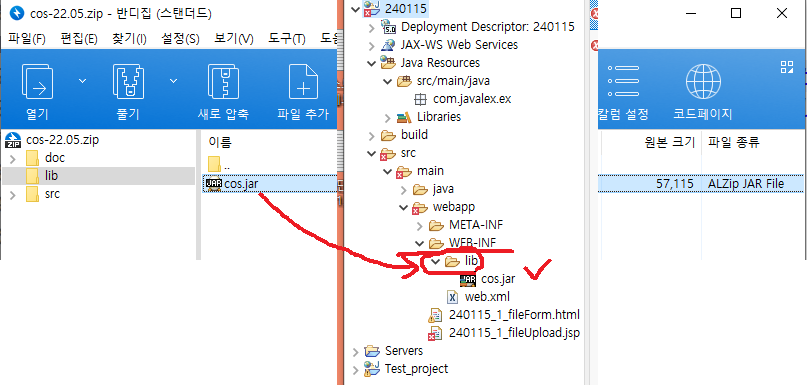 cos-22.05.zip - 반디집 (스탠더드)
파일(F) 편집(E) 찾기(I) 설정(S) 보기(V) 도구(T) 도움
열기 풀기 새로 압축 파일 추가
cos-22.05.zip
doc
lib
src
이름
..
cos.jar
240115
Deployment Descriptor: 240115
JAX-WS Web Services
Java Resources
src/main/java
com.javalex.ex
Libraries
build
src
main
java
webapp
META-INF
WEB-INF
lib
cos.jar
web.xml
240115_1_fileForm.html
240115_1_fileUpload.jsp
Servers
Test_project
컬럼 설정 코드페이지
원본 크기 파일 종류
57,115 ALZip JAR File